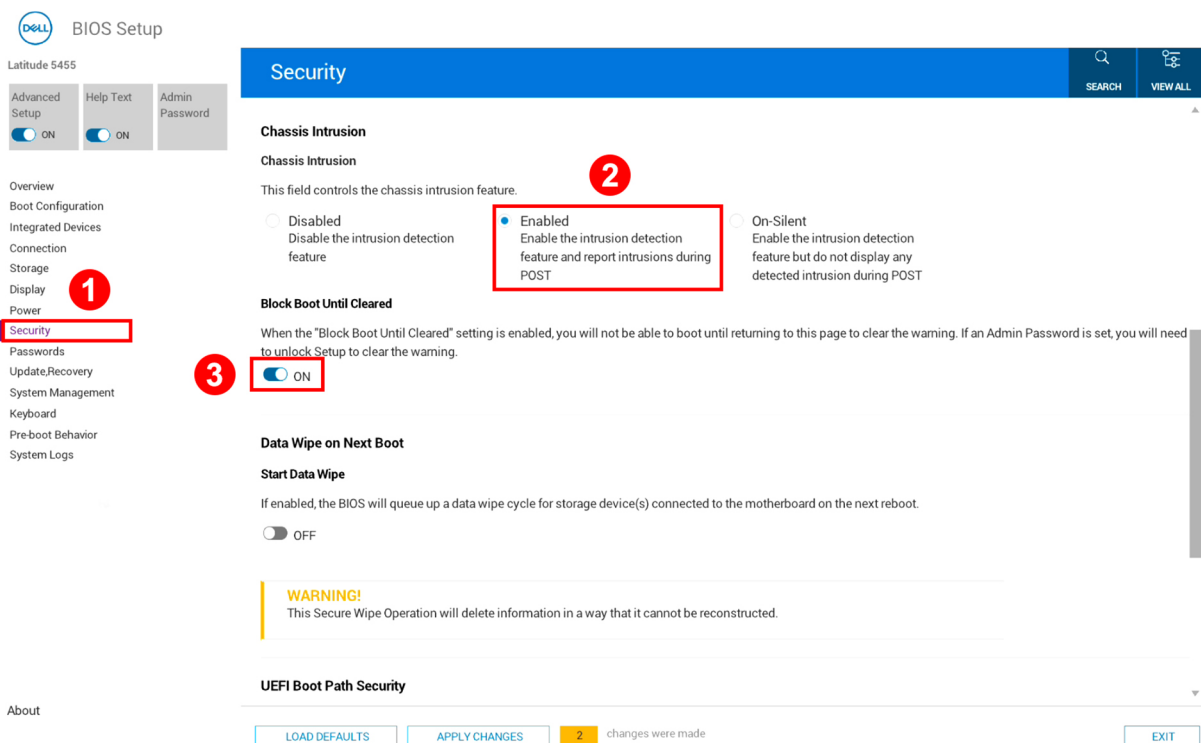 DELL
BIOS Setup
Latitude 5455
Advanced Setup
ON
Help Text
ON
Admin Password
Overview
Boot Configuration
Integrated Devices
Connection
Storage
Display
1
Power
Security
Passwords
Update,Recovery
System Management
Keyboard
Pre-boot Behavior
System Logs
About
Security
SEARCH
VIEW ALL
Chassis Intrusion
Chassis Intrusion
This field controls the chassis intrusion feature.
2
Disabled
Disable the intrusion detection
feature
Enabled
Enable the intrusion detection
feature and report intrusions during
POST
On-Silent
Enable the intrusion detection
feature but do not display any
detected intrusion during POST
Block Boot Until Cleared
When the "Block Boot Until Cleared" setting is enabled, you will not be able to boot until returning to this page to clear the warning. If an Admin Password is set, you will need
to unlock Setup to clear the warning.
3
ON
Data Wipe on Next Boot
Start Data Wipe
If enabled, the BIOS will queue up a data wipe cycle for storage device(s) connected to the motherboard on the next reboot.
OFF
WARNING!
This Secure Wipe Operation will delete information in a way that it cannot be reconstructed.
UEFI Boot Path Security
LOAD DEFAULTS
APPLY CHANGES
2
changes were made
EXIT